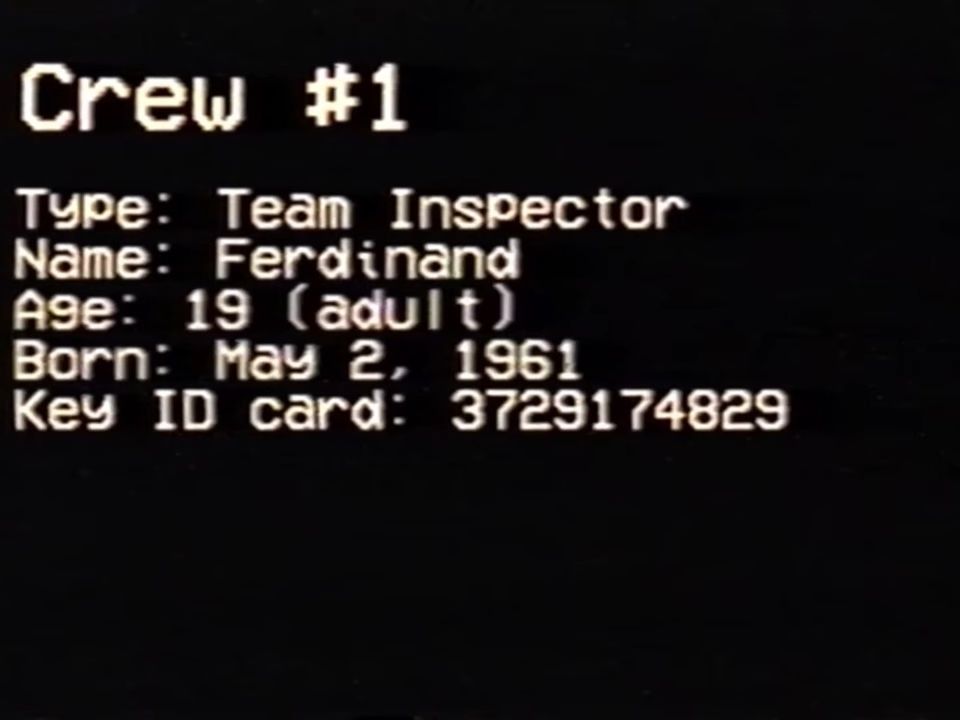 Crew #1
Type: Team Inspector
Name: Ferdinand
Age: 19 (adult)
Born: May 2, 1961
Key ID card: 3729174829